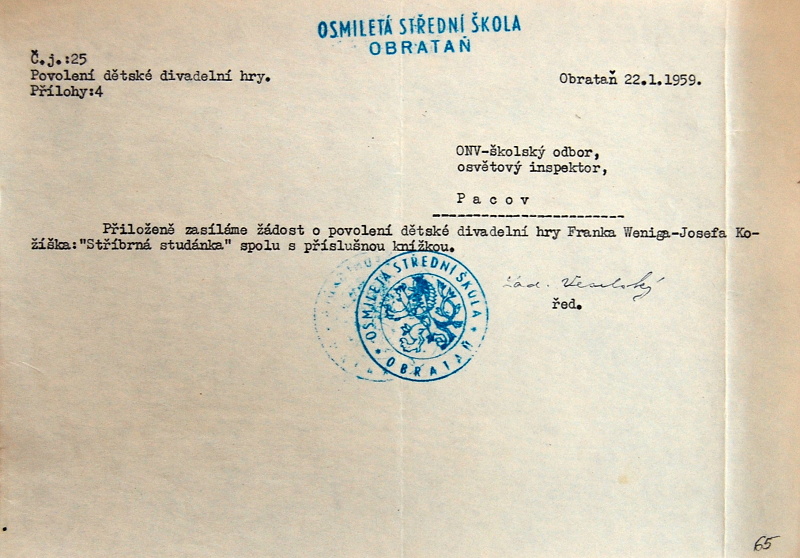 OSMILETÁ STŘEDNÍ ŠKOLA
OBRATAŇ
Č.j.:25
Povolení dětské divadelní hry.
Přílohy:4
Obrataň 22.1.1959.
ONV-školský odbor,
osvětový inspektor,
P a c o v
Přiloženě zasíláme žádost o povolení dětské divadelní hry Franka Weniga-Josefa Ko-
žíška:"Stříbrná studánka" spolu s příslušnou knížkou.
OSMILETÁ STŘEDNÍ ŠKOLA
OBRATAŇ
Veselský
řed.
65